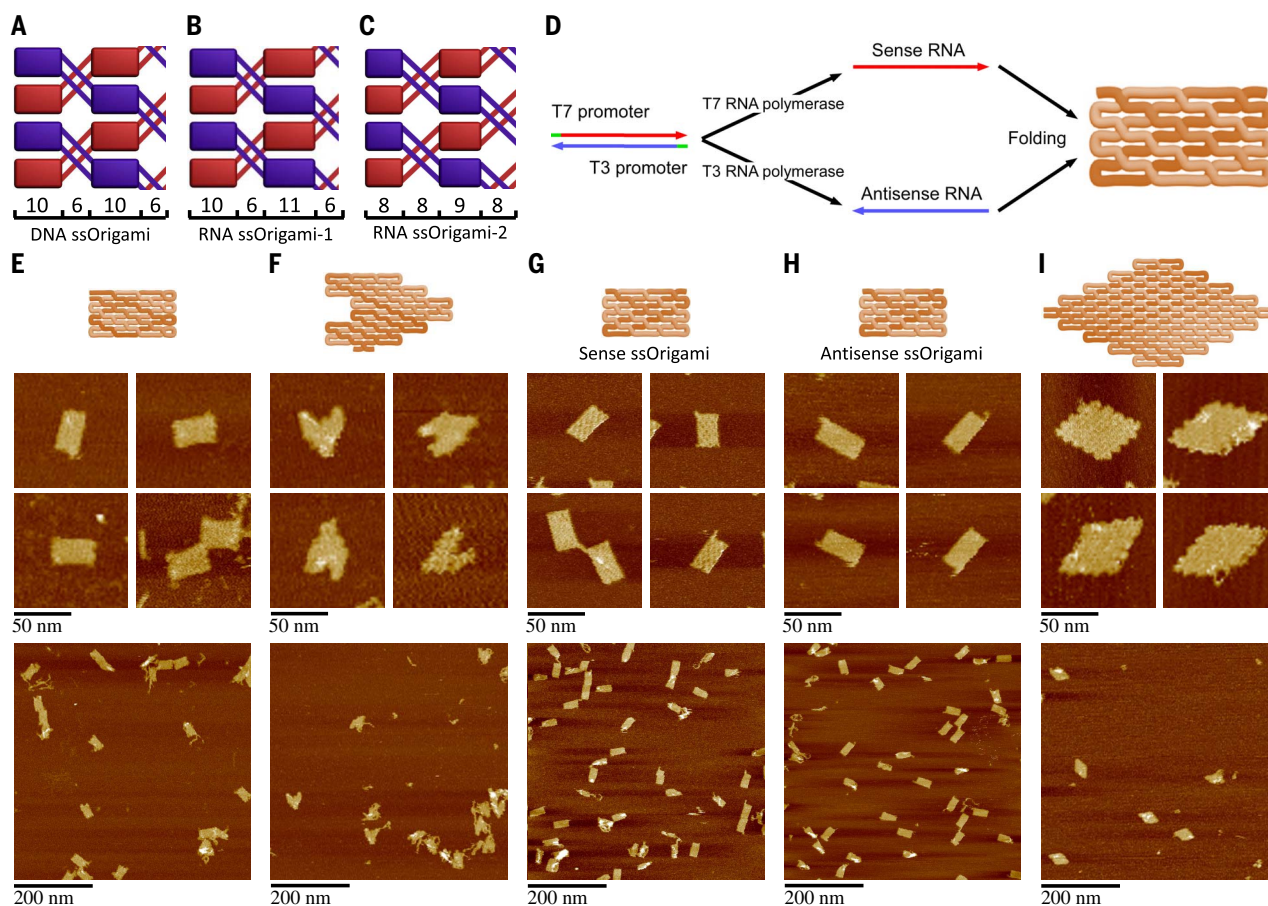 A
B
C
D
10 6 10 6
DNA ssOrigami
10 6 11 6
RNA ssOrigami-1
8 8 9 8
RNA ssOrigami-2
T7 promoter
T3 promoter
T7 RNA polymerase
T3 RNA polymerase
Sense RNA
Antisense RNA
Folding
E
F
G
H
I
Sense ssOrigami
Antisense ssOrigami
50 nm
50 nm
50 nm
50 nm
50 nm
200 nm
200 nm
200 nm
200 nm
200 nm